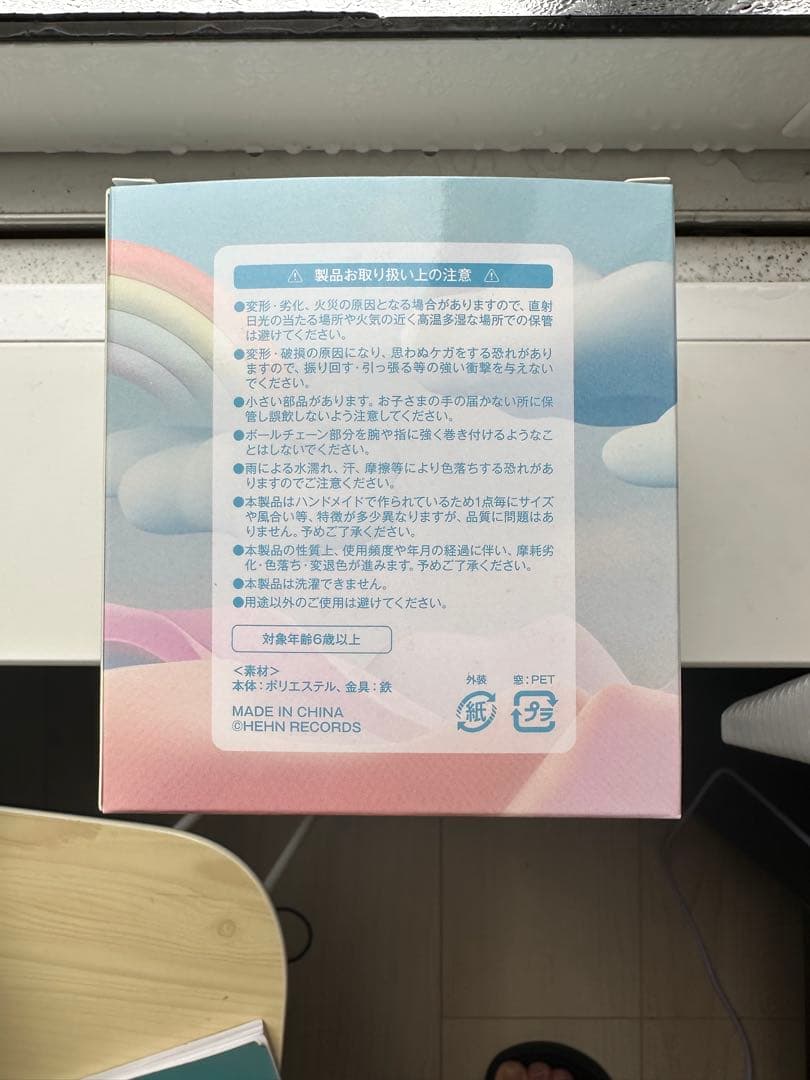 製品お取り扱い上の注意
●変形・劣化、火災の原因となる場合がありますので、直射
日光の当たる場所や火気の近く高温多湿な場所での保管
は避けてください。
●変形・破損の原因になり、思わぬケガをする恐れがあり
ますので、振り回す・引っ張る等の強い衝撃を与えない
でください。
●小さい部品があります。お子さまの手の届かない所に保
管し誤飲しないよう注意してください。
●ボールチェーン部分を腕や指に強く巻き付けるようなこ
とはしないでください。
●雨による水濡れ、汗、摩擦等により色落ちする恐れがあ
りますのでご注意ください。
●本製品はハンドメイドで作られているため1点毎にサイズ
や風合い等、特徴が多少異なりますが、品質に問題はあ
りません。予めご了承ください。
●本製品の性質上、使用頻度や年月の経過に伴い、摩耗劣
化・色落ち・変退色が進みます。予めご了承ください。
●本製品は洗濯できません。
●用途以外のご使用は避けてください。
対象年齢6歳以上
<素材>
本体：ポリエステル、金具：鉄
MADE IN CHINA
©HEHN RECORDS
外装
紙
窓：PET
プラ